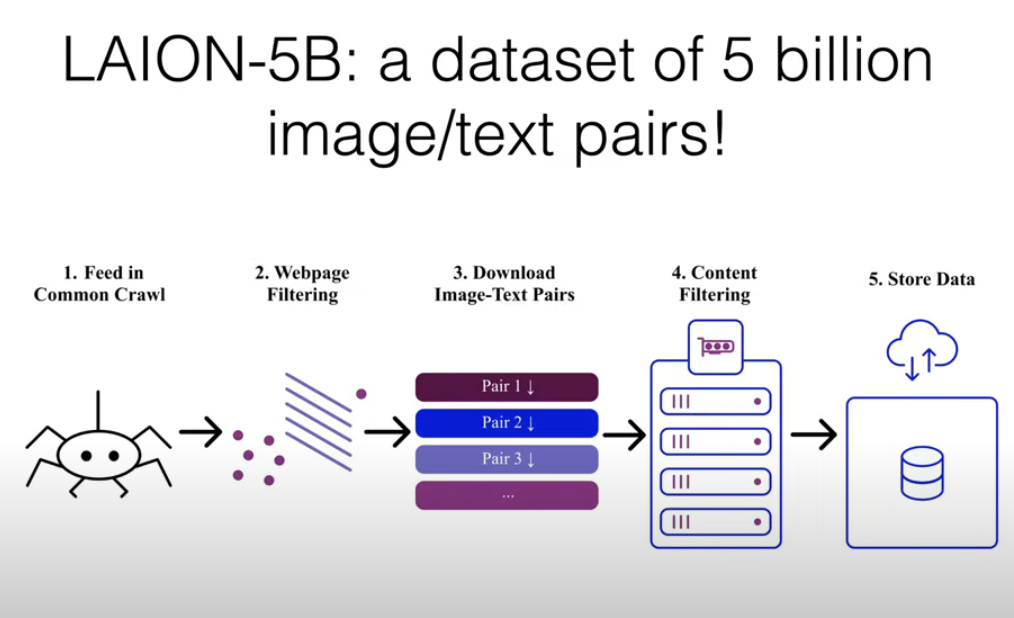 LAION-5B: a dataset of 5 billion
image/text pairs!
1. Feed in
Common Crawl
2. Webpage
Filtering
3. Download
Image-Text Pairs
4. Content
Filtering
5. Store Data
Pair 1 ↓
Pair 2 ↓
Pair 3 ↓
...